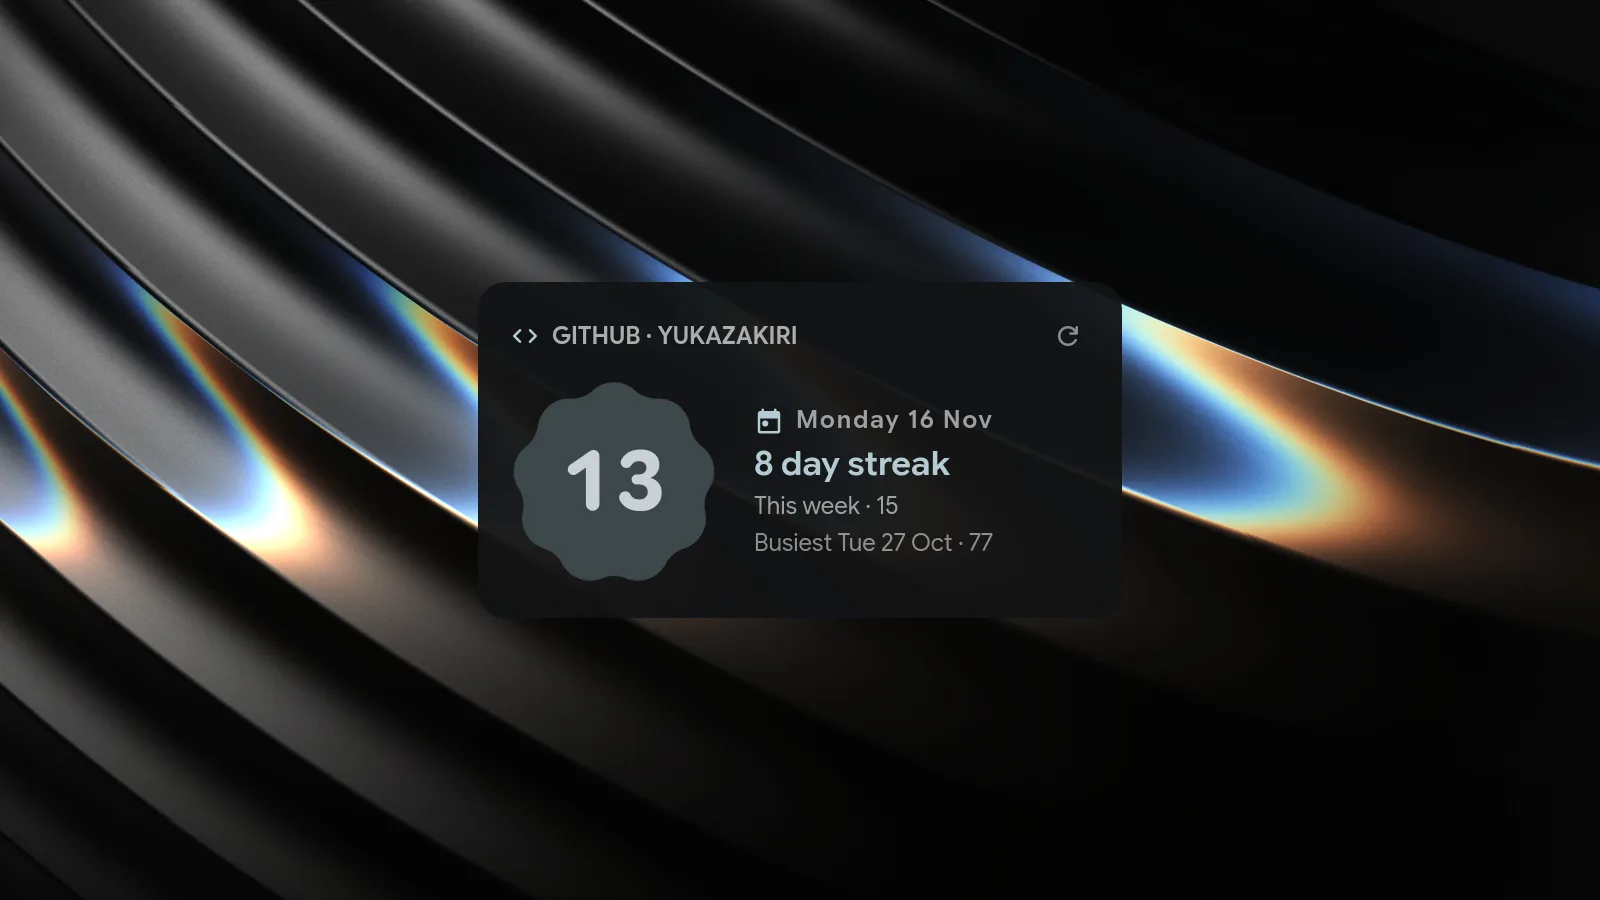 GITHUB · YUKAZAKIRI
13
Monday 16 Nov
8 day streak
This week · 15
Busiest Tue 27 Oct · 77